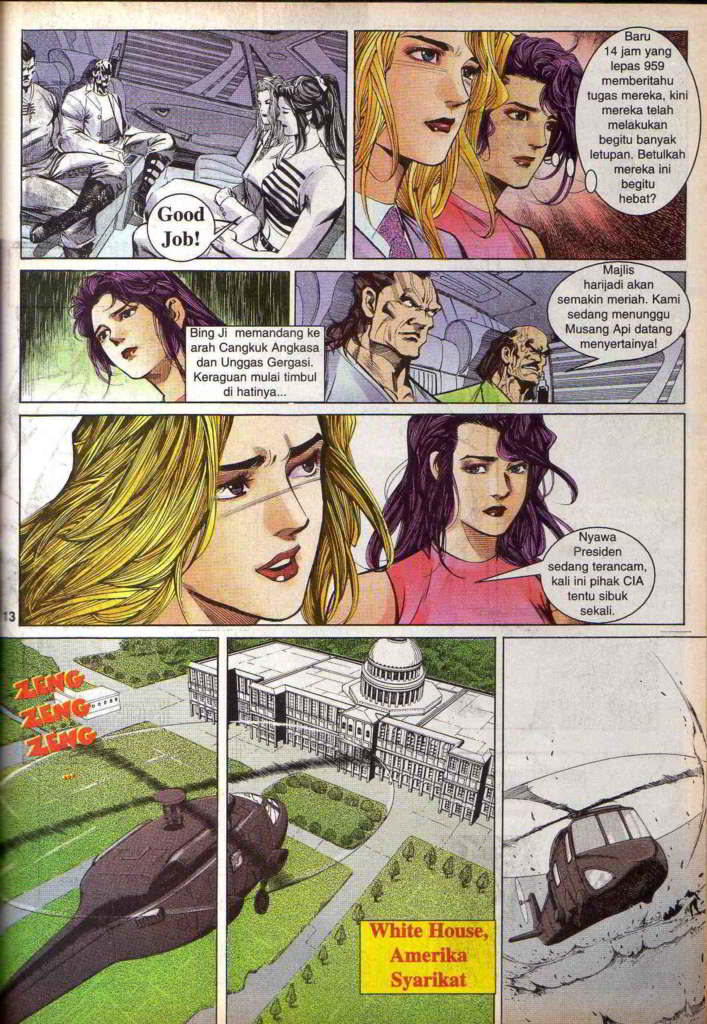 Good
Job!
Baru
14 jam yang
lepas 959
memberitahu
tugas mereka, kini
mereka telah
melakukan
begitu banyak
letupan. Betulkah
mereka ini
begitu
hebat?
Bing Ji memandang ke
arah Cangkuk Angkasa
dan Unggas Gergasi.
Keraguan mulai timbul
di hatinya...
Majlis
harijadi akan
semakin meriah. Kami
sedang menunggu
Musang Api datang
menyertainya!
Nyawa
Presiden
sedang terancam,
kali ini pihak CIA
tentu sibuk
sekali.
13
ZENG
ZENG
ZENG
White House,
Amerika
Syarikat